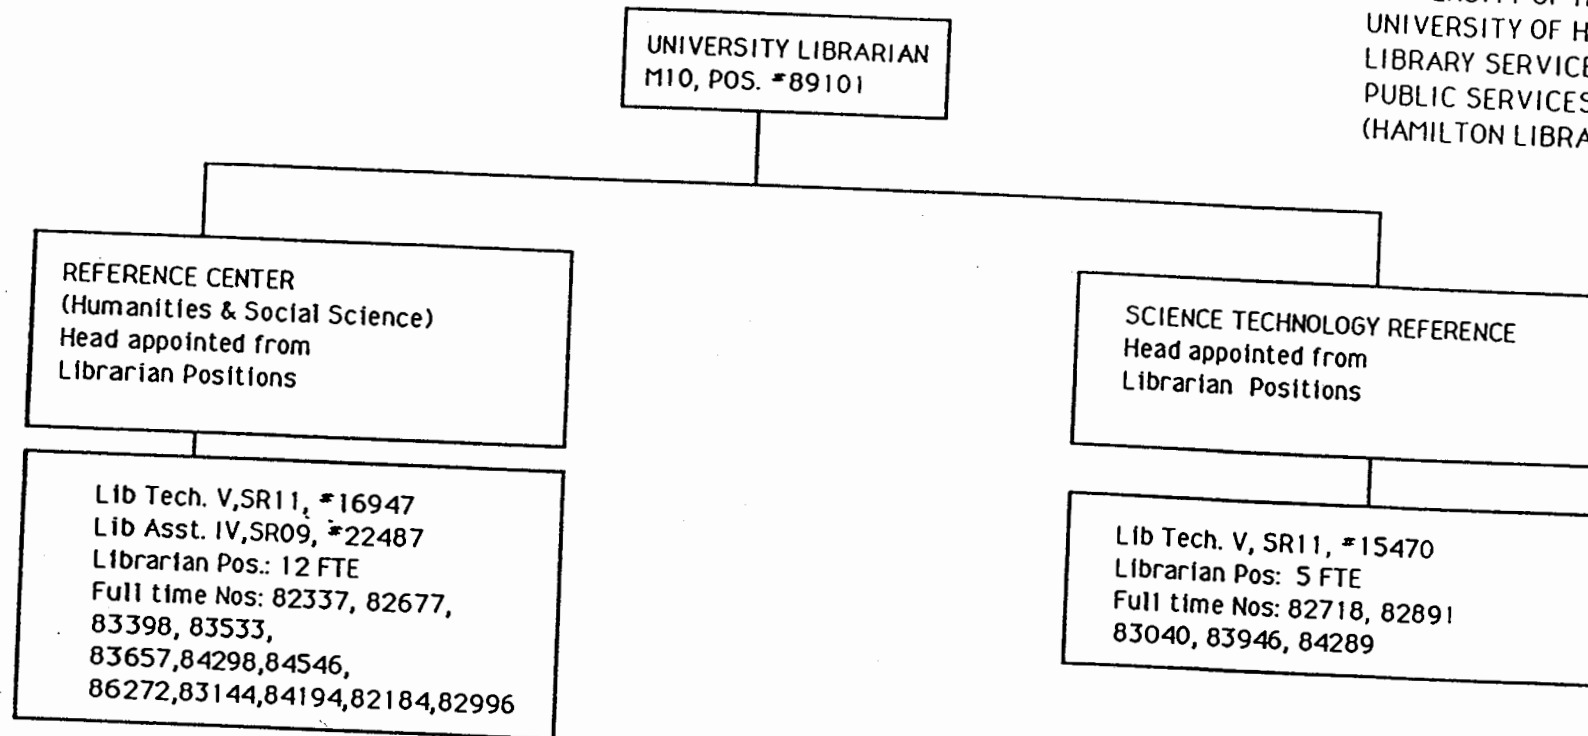 UNIVERSITY OF H
LIBRARY SERVICE
PUBLIC SERVICES
(HAMILTON LIBRA
UNIVERSITY LIBRARIAN
M10, POS. #89101
REFERENCE CENTER
(Humanities & Social Science)
Head appointed from
Librarian Positions
SCIENCE TECHNOLOGY REFERENCE
Head appointed from
Librarian Positions
Lib Tech. V,SR11, #16947
Lib Asst. IV,SR09, #22487
Librarian Pos.: 12 FTE
Full time Nos: 82337, 82677,
83398, 83533,
83657,84298,84546,
86272,83144,84194,82184,82996
Lib Tech. V, SR11, #15470
Librarian Pos: 5 FTE
Full time Nos: 82718, 82891
83040, 83946, 84289